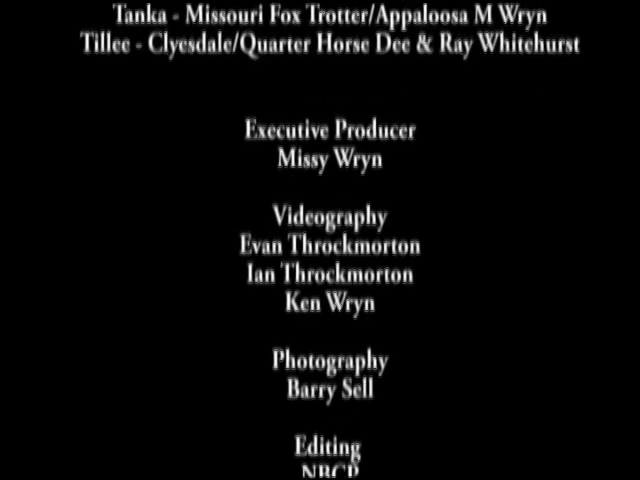 Tanka - Missouri Fox Trotter/Appaloosa M Wryn
Tillee - Clyesdale/Quarter Horse Dee & Ray Whitehurst
Executive Producer
Missy Wryn
Videography
Evan Throckmorton
Ian Throckmorton
Ken Wryn
Photography
Barry Sell
Editing